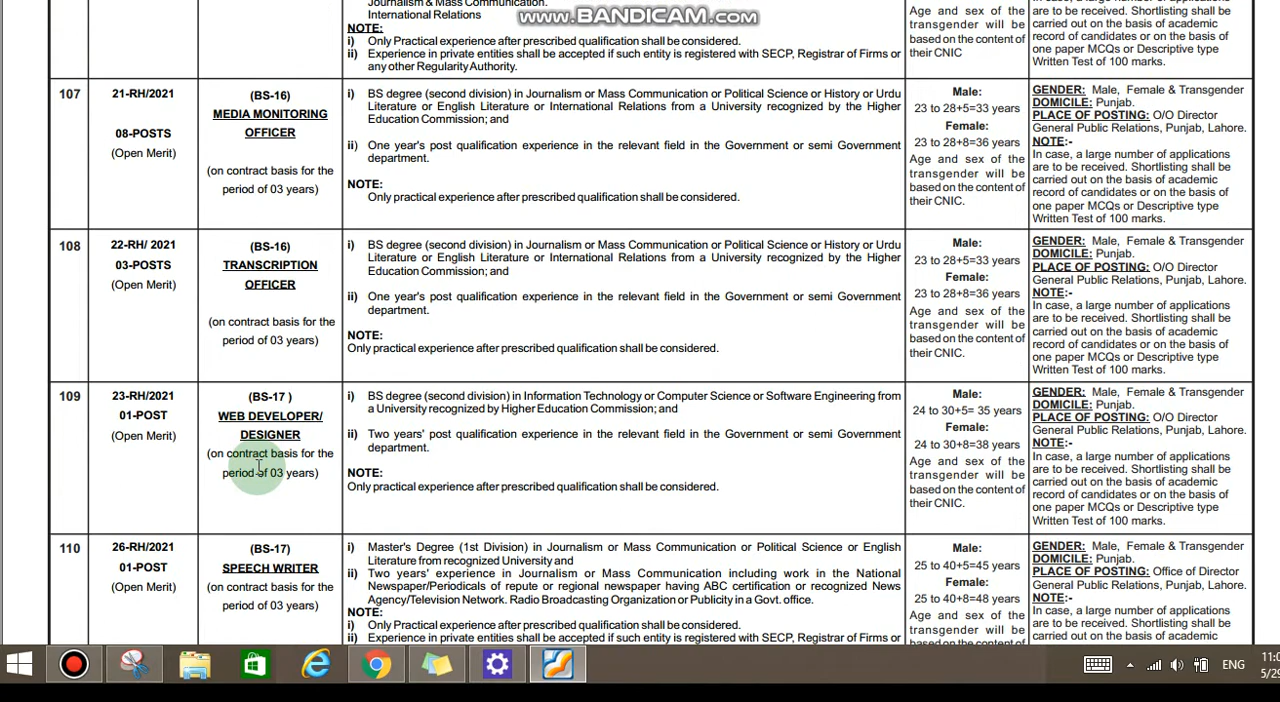 www.BANDICAM.com
Journalism & Mass Communication.
International Relations
NOTE:
i) Only Practical experience after prescribed qualification shall be considered.
ii) Experience in private entities shall be accepted if such entity is registered with SECP, Registrar of Firms or
any other Regularity Authority.
Age and sex of the
transgender will be
based on the content of
their CNIC
In case, a large number of applications
are to be received. Shortlisting shall be
carried out on the basis of academic
record of candidates or on the basis of
one paper MCQs or Descriptive type
Written Test of 100 marks.
107
21-RH/2021
08-POSTS
(Open Merit)
(BS-16)
MEDIA MONITORING
OFFICER
(on contract basis for the
period of 03 years)
i) BS degree (second division) in Journalism or Mass Communication or Political Science or History or Urdu
Literature or English Literature or International Relations from a University recognized by the Higher
Education Commission; and
ii) One year's post qualification experience in the relevant field in the Government or semi Government
department.
NOTE:
Only practical experience after prescribed qualification shall be considered.
Male:
23 to 28+5=33 years
Female:
23 to 28+8=36 years
Age and sex of the
transgender will be
based on the content of
their CNIC.
GENDER: Male, Female & Transgender
DOMICILE: Punjab.
PLACE OF POSTING: O/O Director
General Public Relations, Punjab, Lahore.
NOTE:-
In case, a large number of applications
are to be received. Shortlisting shall be
carried out on the basis of academic
record of candidates or on the basis of
one paper MCQs or Descriptive type
Written Test of 100 marks.
108
22-RH/ 2021
03-POSTS
(Open Merit)
(BS-16)
TRANSCRIPTION
OFFICER
(on contract basis for the
period of 03 years)
i) BS degree (second division) in Journalism or Mass Communication or Political Science or History or Urdu
Literature or English Literature or International Relations from a University recognized by the Higher
Education Commission; and
ii) One year's post qualification experience in the relevant field in the Government or semi Government
department.
NOTE:
Only practical experience after prescribed qualification shall be considered.
Male:
23 to 28+5=33 years
Female:
23 to 28+8=36 years
Age and sex of the
transgender will be
based on the content of
their CNIC.
GENDER: Male, Female & Transgender
DOMICILE: Punjab.
PLACE OF POSTING: O/O Director
General Public Relations, Punjab, Lahore.
NOTE:-
In case, a large number of applications
are to be received. Shortlisting shall be
carried out on the basis of academic
record of candidates or on the basis of
one paper MCQs or Descriptive type
Written Test of 100 marks.
109
23-RH/2021
01-POST
(Open Merit)
(BS-17 )
WEB DEVELOPER/
DESIGNER
(on contract basis for the
period of 03 years)
i) BS degree (second division) in Information Technology or Computer Science or Software Engineering from
a University recognized by Higher Education Commission; and
ii) Two years' post qualification experience in the relevant field in the Government or semi Government
department.
NOTE:
Only practical experience after prescribed qualification shall be considered.
Male:
24 to 30+5= 35 years
Female:
24 to 30+8=38 years
Age and sex of the
transgender will be
based on the content of
their CNIC.
GENDER: Male, Female & Transgender
DOMICILE: Punjab.
PLACE OF POSTING: O/O Director
General Public Relations, Punjab, Lahore.
NOTE:-
In case, a large number of applications
are to be received. Shortlisting shall be
carried out on the basis of academic
record of candidates or on the basis of
one paper MCQs or Descriptive type
Written Test of 100 marks.
110
26-RH/2021
01-POST
(Open Merit)
(BS-17)
SPEECH WRITER
(on contract basis for the
period of 03 years)
i) Master's Degree (1st Division) in Journalism or Mass Communication or Political Science or English
Literature from recognized University and
ii) Two years' experience in Journalism or Mass Communication including work in the National
Newspaper/Periodicals of repute or regional newspaper having ABC certification or recognized News
Agency/Television Network. Radio Broadcasting Organization or Publicity in a Govt. office.
NOTE:
i) Only Practical experience after prescribed qualification shall be considered.
ii) Experience in private entities shall be accepted if such entity is registered with SECP, Registrar of Firms or
Male:
25 to 40+5=45 years
Female:
25 to 40+8=48 years
Age and sex of the
transgender will be
based on the content of
GENDER: Male, Female & Transgender
DOMICILE: Punjab.
PLACE OF POSTING: Office of Director
General Public Relations, Punjab, Lahore.
NOTE:-
In case, a large number of applications
are to be received. Shortlisting shall be
carried out on the basis of academic
ENG
11:0
5/29